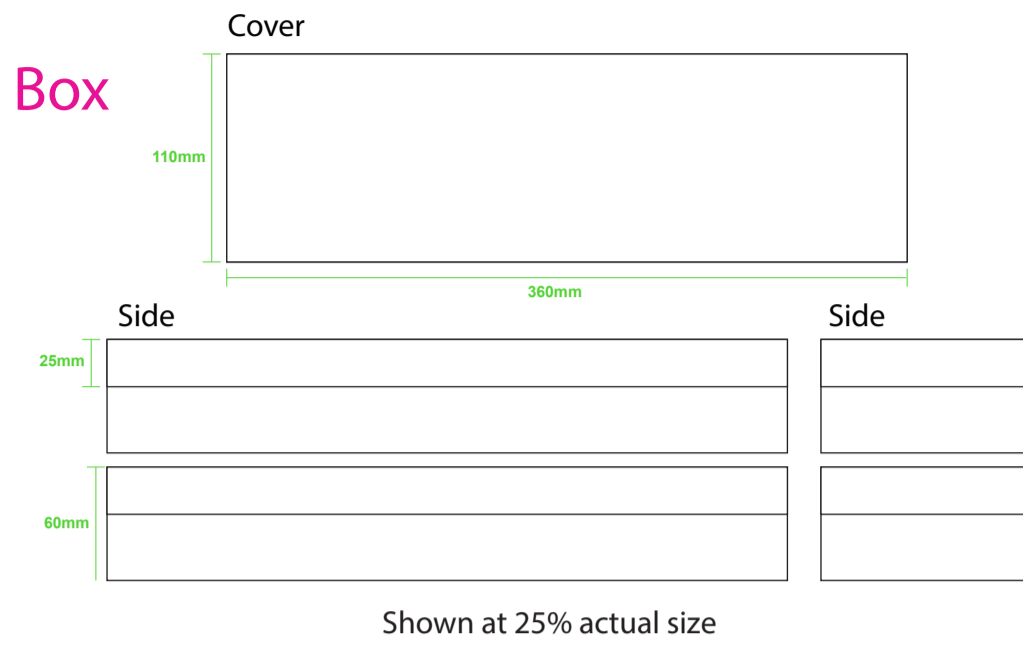 Cover
Box
110mm
360mm
Side
Side
25mm
60mm
Shown at 25% actual size